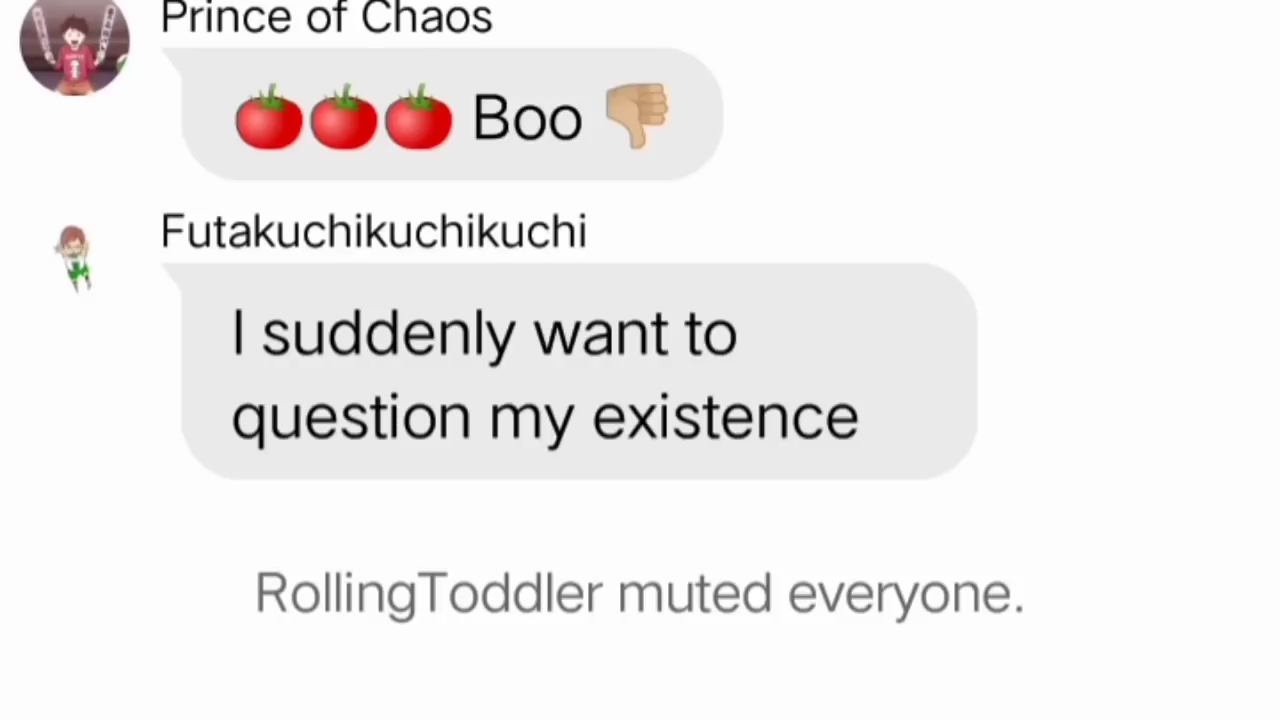 Prince of Chaos
🍅🍅🍅 Boo 👎🏼
Futakuchikuchikuchi
I suddenly want to
question my existence
RollingToddler muted everyone.